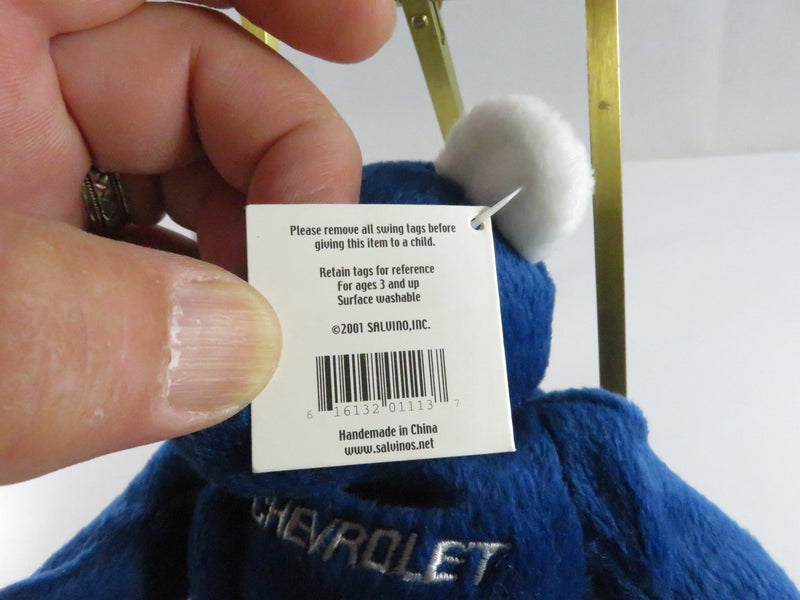 Please remove all swing tags before
giving this item to a child.
Retain tags for reference
For ages 3 and up
Surface washable
©2001 SALVINO,INC.
6 16132 01113 7
Handmade in China
www.salvinos.net
CHEVROLET